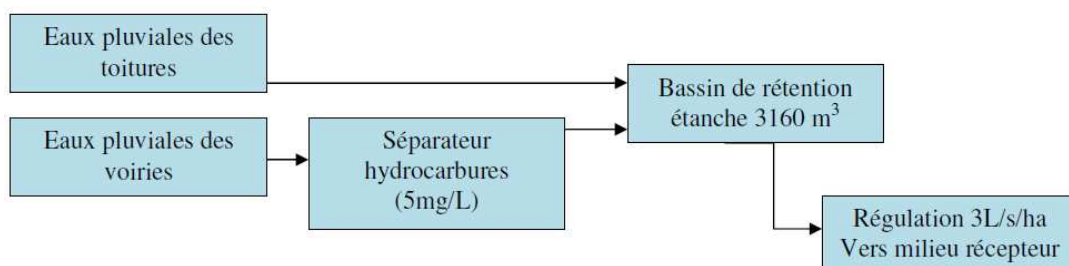 Eaux pluviales des
toitures
Eaux pluviales des
voiries
Séparateur
hydrocarbures
(5mg/L)
Bassin de rétention
étanche 3160 m³
Régulation 3L/s/ha
Vers milieu récepteur